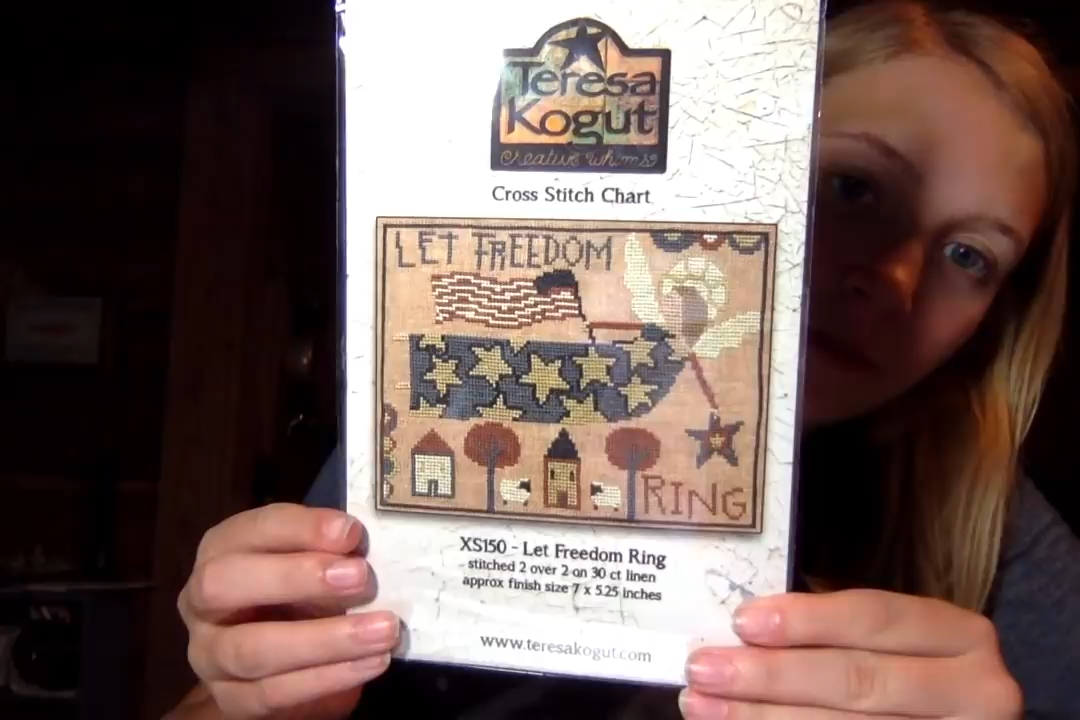 Teresa
Kogut
Creative Whims
Cross Stitch Chart
LET FREEDOM
RING
XS150 - Let Freedom Ring
stitched 2 over 2 on 30 ct linen
approx finish size 7 x 5.25 inches
www.teresakogut.com